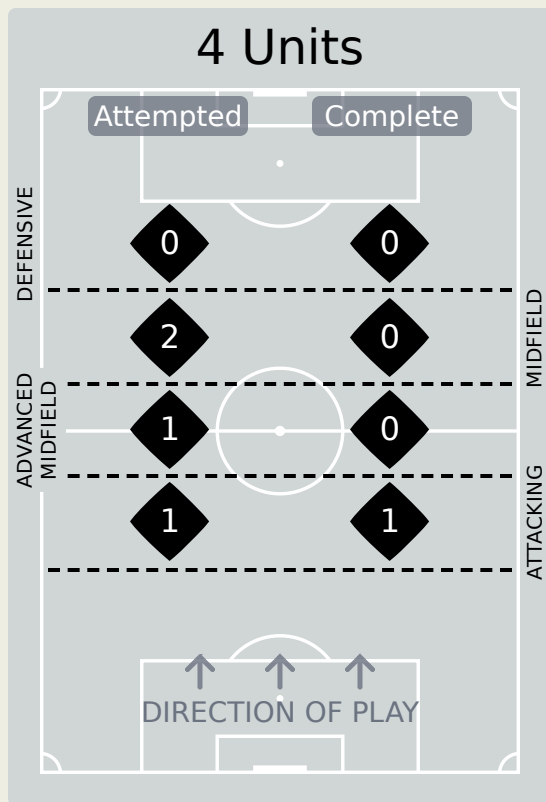 4 Units
Attempted Complete
DEFENSIVE
0 0
MIDFIELD
2 0
ADVANCED
MIDFIELD
1 0
ATTACKING
1 1
DIRECTION OF PLAY